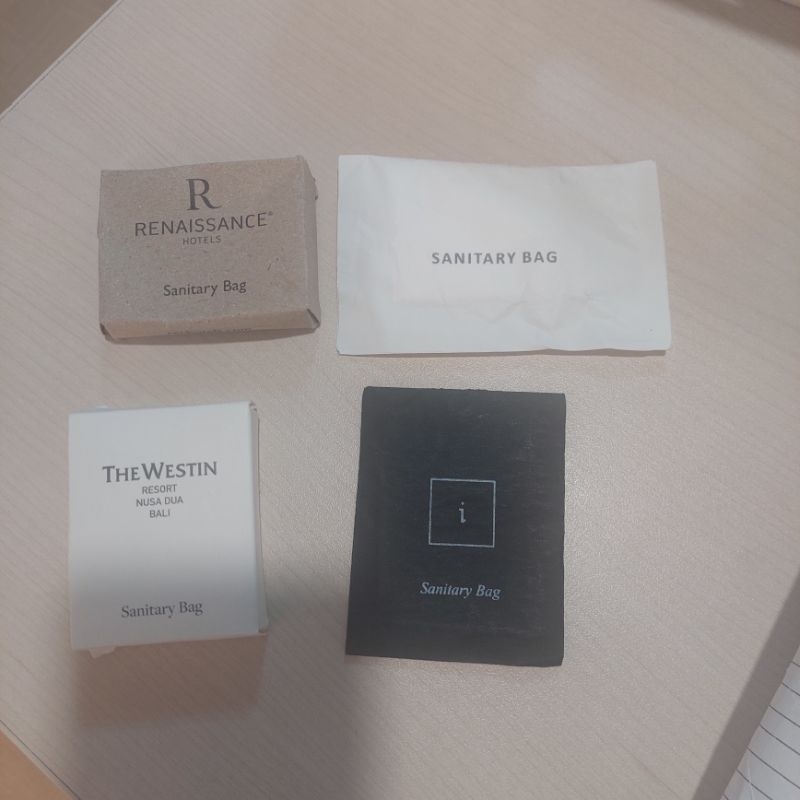 R
RENAISSANCE®
HOTELS
Sanitary Bag
SANITARY BAG
THE WESTIN
RESORT
NUSA DUA
BALI
Sanitary Bag
i
Sanitary Bag